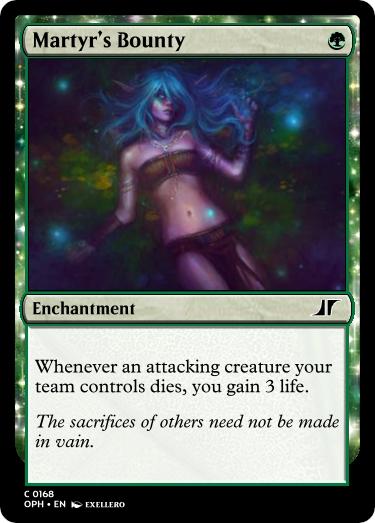 Martyr's Bounty
Enchantment
Whenever an attacking creature your
team controls dies, you gain 3 life.
The sacrifices of others need not be made
in vain.
C 0168
OPH • EN EXELLERO